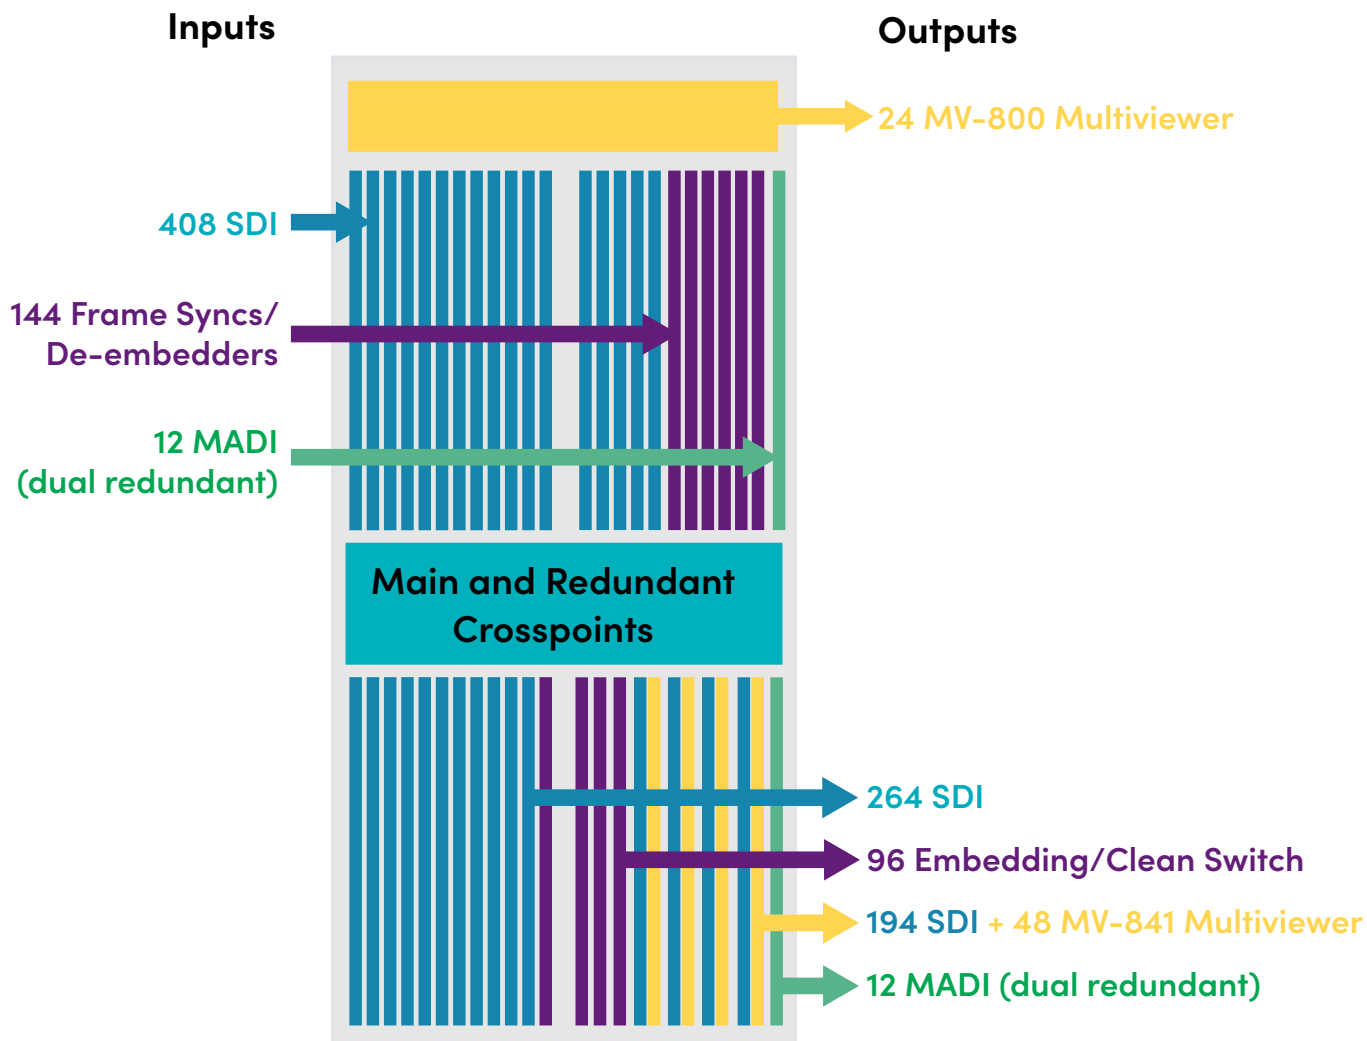 Inputs
Outputs
24 MV-800 Multiviewer
408 SDI
144 Frame Syncs/
De-embedders
12 MADI
(dual redundant)
Main and Redundant
Crosspoints
264 SDI
96 Embedding/Clean Switch
194 SDI + 48 MV-841 Multiviewer
12 MADI (dual redundant)